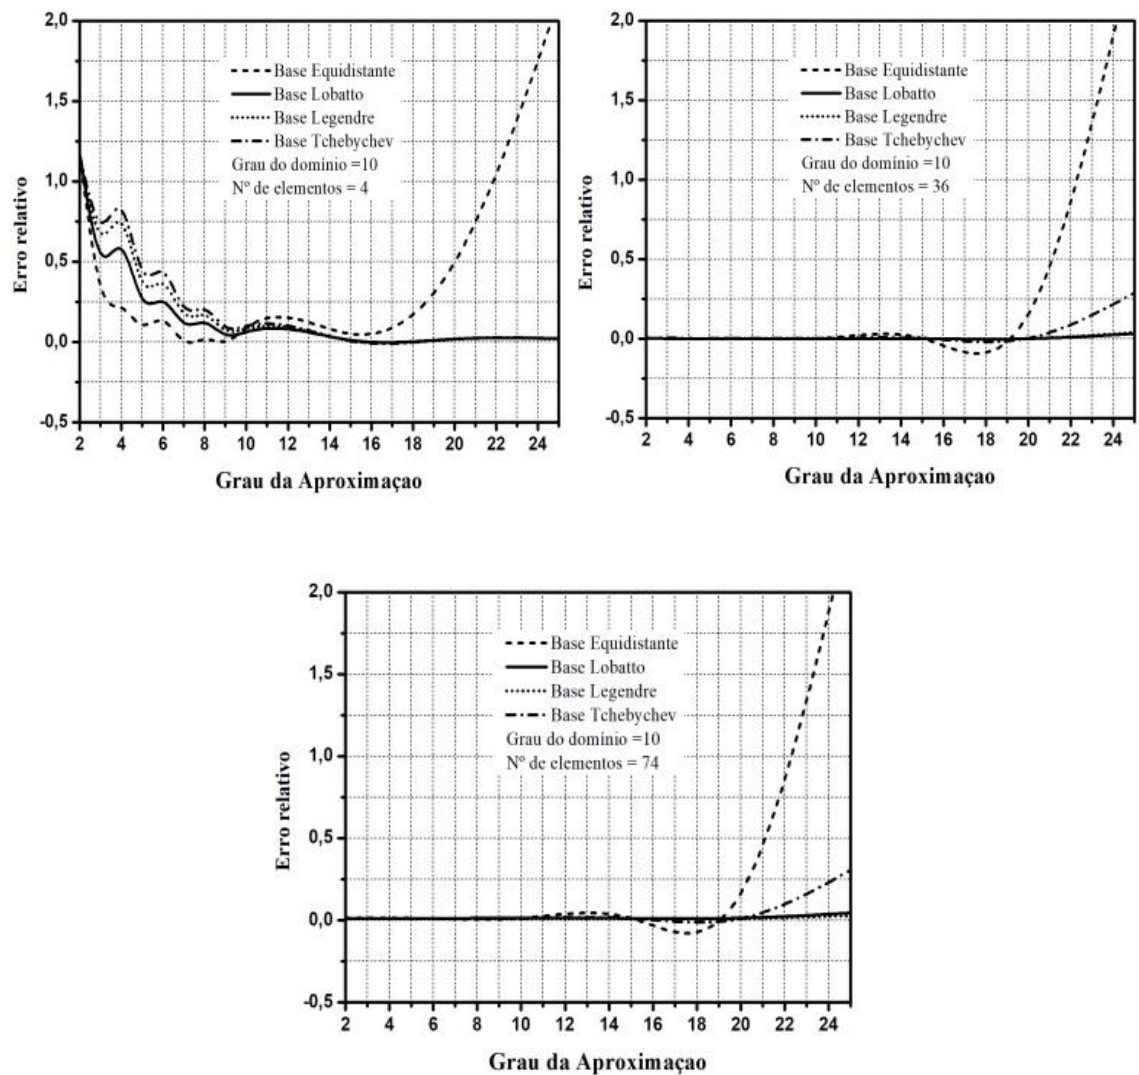 2,0
1,5
1,0
0,5
0,0
-0,5
Erro relativo
Base Equidistante
Base Lobatto
Base Legendre
Base Tchebychev
Grau do domínio =10
Nº de elementos = 4
2 4 6 8 10 12 14 16 18 20 22 24
Grau da Aproximaçao
2,0
1,5
1,0
0,5
0,0
-0,5
Erro relativo
Base Equidistante
Base Lobatto
Base Legendre
Base Tchebychev
Grau do domínio =10
Nº de elementos = 36
2 4 6 8 10 12 14 16 18 20 22 24
Grau da Aproximaçao
2,0
1,5
1,0
0,5
0,0
-0,5
Erro relativo
Base Equidistante
Base Lobatto
Base Legendre
Base Tchebychev
Grau do domínio =10
Nº de elementos = 74
2 4 6 8 10 12 14 16 18 20 22 24
Grau da Aproximaçao